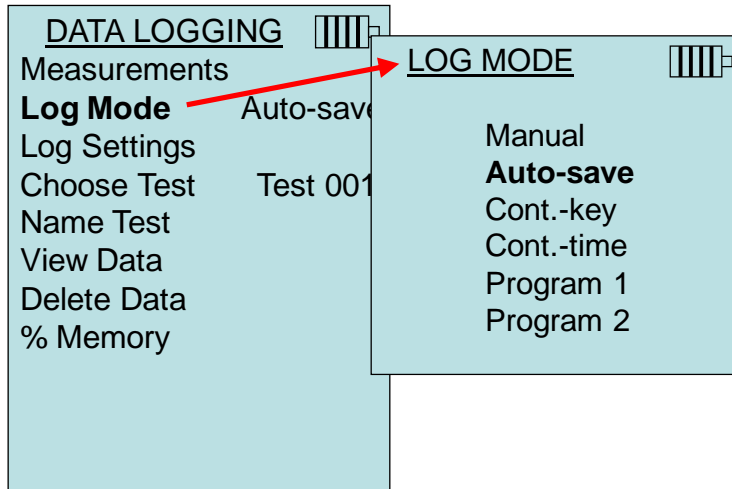 DATA LOGGING
Measurements
Log Mode Auto-save
Log Settings
Choose Test Test 001
Name Test
View Data
Delete Data
% Memory
LOG MODE
Manual
Auto-save
Cont.-key
Cont.-time
Program 1
Program 2